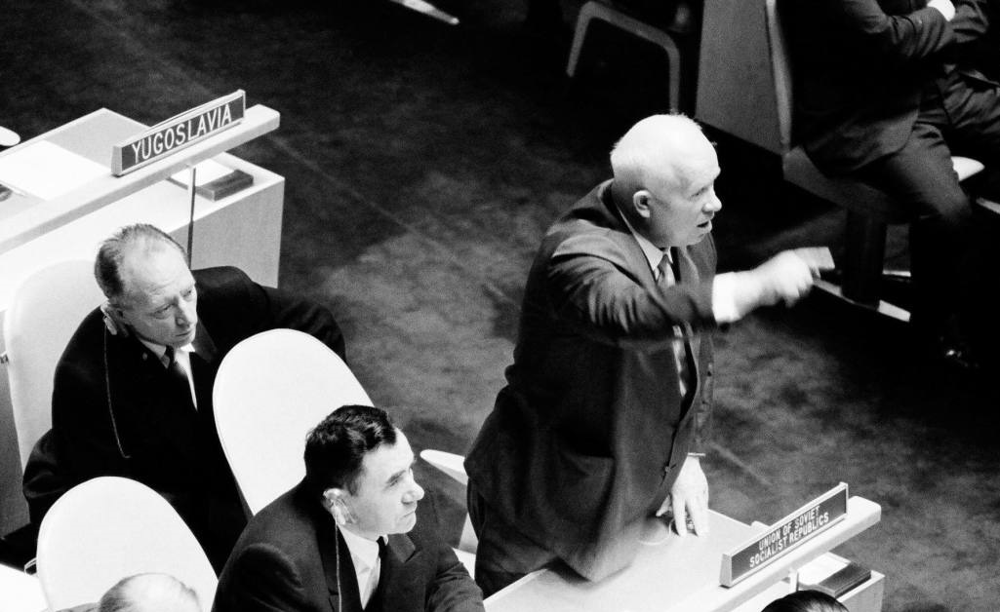 YUGOSLAVIA
UNION OF SOVIET
SOCIALIST REPUBLICS